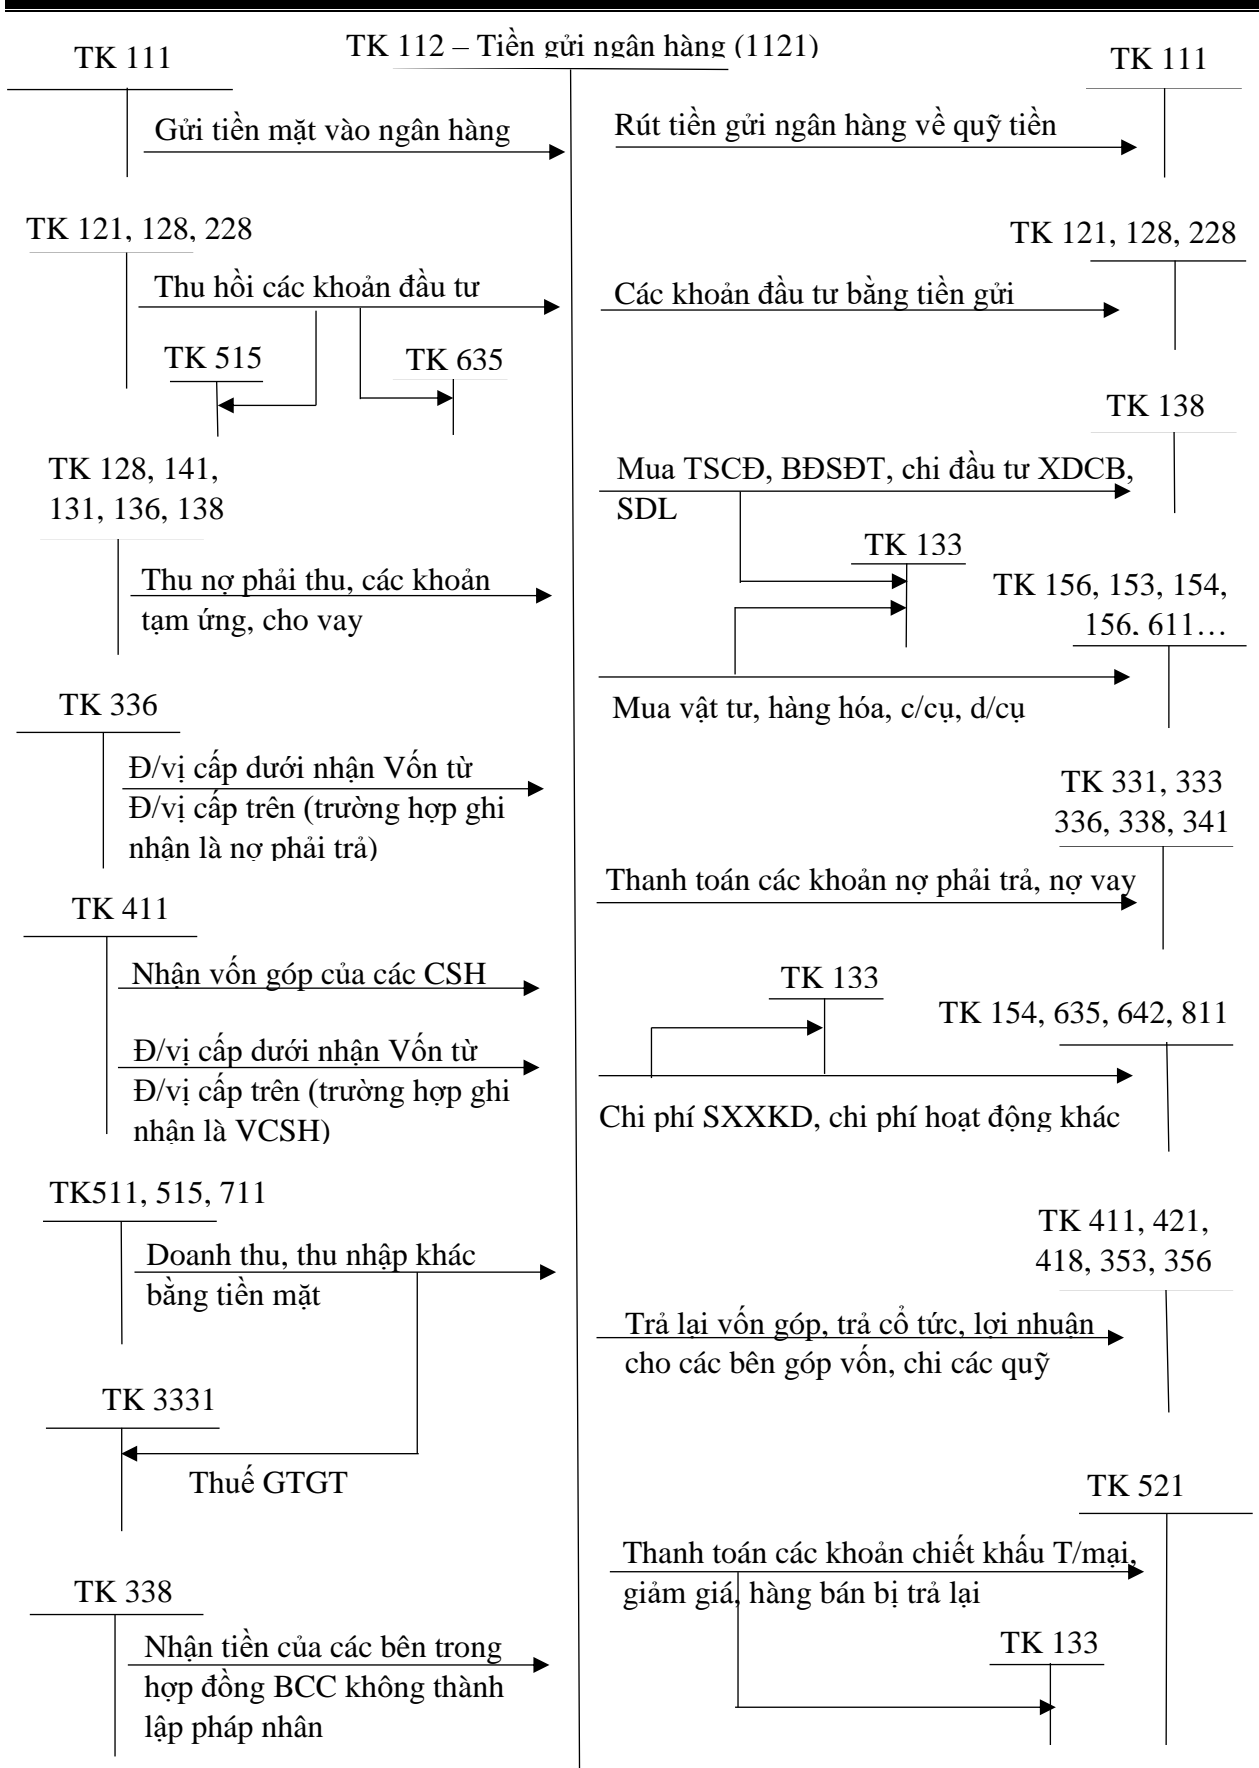 TK 112 – Tiền gửi ngân hàng (1121)
TK 111
Gửi tiền mặt vào ngân hàng
TK 121, 128, 228
Thu hồi các khoản đầu tư
TK 515
TK 635
TK 128, 141,
131, 136, 138
Thu nợ phải thu, các khoản
tạm ứng, cho vay
TK 336
Đ/vị cấp dưới nhận Vốn từ
Đ/vị cấp trên (trường hợp ghi
nhận là nợ phải trả)
TK 411
Nhận vốn góp của các CSH
Đ/vị cấp dưới nhận Vốn từ
Đ/vị cấp trên (trường hợp ghi
nhận là VCSH)
TK511, 515, 711
Doanh thu, thu nhập khác
bằng tiền mặt
TK 3331
Thuế GTGT
TK 338
Nhận tiền của các bên trong
hợp đồng BCC không thành
lập pháp nhân
TK 111
Rút tiền gửi ngân hàng về quỹ tiền
TK 121, 128, 228
Các khoản đầu tư bằng tiền gửi
TK 138
Mua TSCĐ, BĐSĐT, chi đầu tư XDCB,
SDL
TK 133
TK 156, 153, 154,
156, 611…
Mua vật tư, hàng hóa, c/cụ, d/cụ
TK 331, 333
336, 338, 341
Thanh toán các khoản nợ phải trả, nợ vay
TK 133
TK 154, 635, 642, 811
Chi phí SXXKD, chi phí hoạt động khác
TK 411, 421,
418, 353, 356
Trả lại vốn góp, trả cổ tức, lợi nhuận
cho các bên góp vốn, chi các quỹ
TK 521
Thanh toán các khoản chiết khấu T/mại,
giảm giá, hàng bán bị trả lại
TK 133